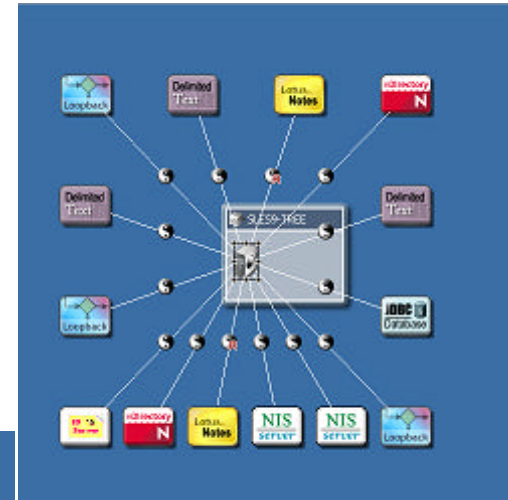 Loopback
Delimited
Text
Lotus...
Notes
eDirectory
N
Delimited
Text
SLES9-TREE
Delimited
Text
Loopback
JDBC
Database
Server
eDirectory
N
Lotus...
Notes
NIS
SERVER
NIS
SERVER
Loopback